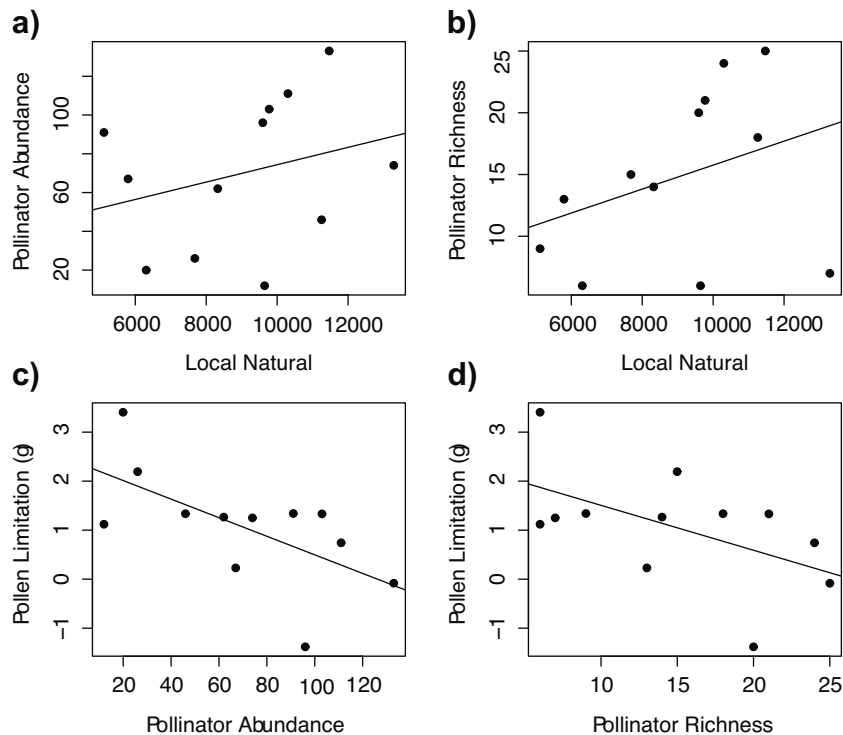 a)
Pollinator Abundance
100
60
20
6000 8000 10000 12000
Local Natural
b)
Pollinator Richness
25
20
15
10
6000 8000 10000 12000
Local Natural
c)
Pollen Limitation (g)
3
2
1
0
−1
20 40 60 80 100 120
Pollinator Abundance
d)
Pollen Limitation (g)
3
2
1
0
−1
10 15 20 25
Pollinator Richness